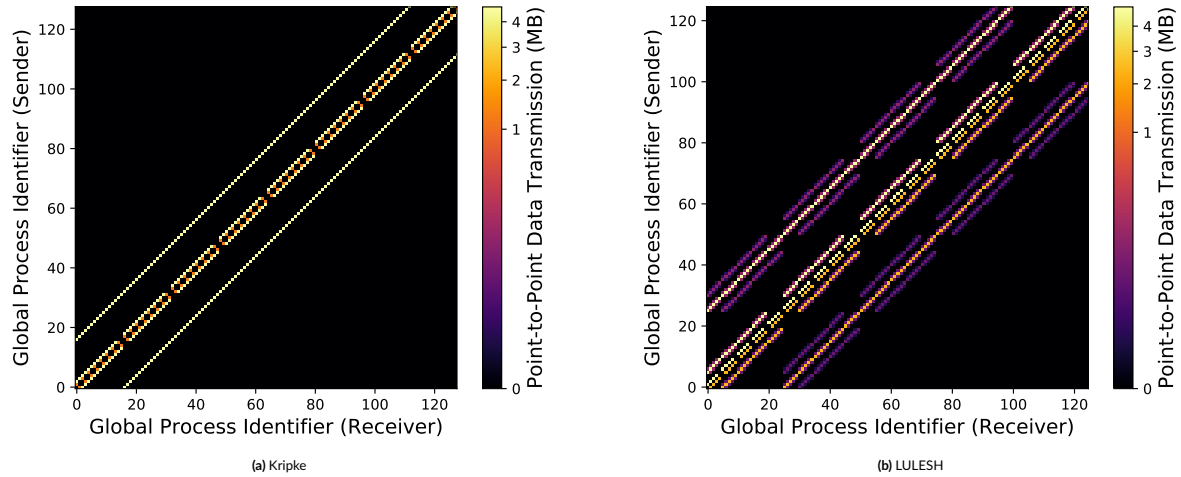 Global Process Identifier (Sender)
120
100
80
60
40
20
0
0 20 40 60 80 100 120
Global Process Identifier (Receiver)
4
3
2
1
0
Point-to-Point Data Transmission (MB)
(a) Kripke
Global Process Identifier (Sender)
120
100
80
60
40
20
0
0 20 40 60 80 100 120
Global Process Identifier (Receiver)
4
3
2
1
0
Point-to-Point Data Transmission (MB)
(b) LULESH